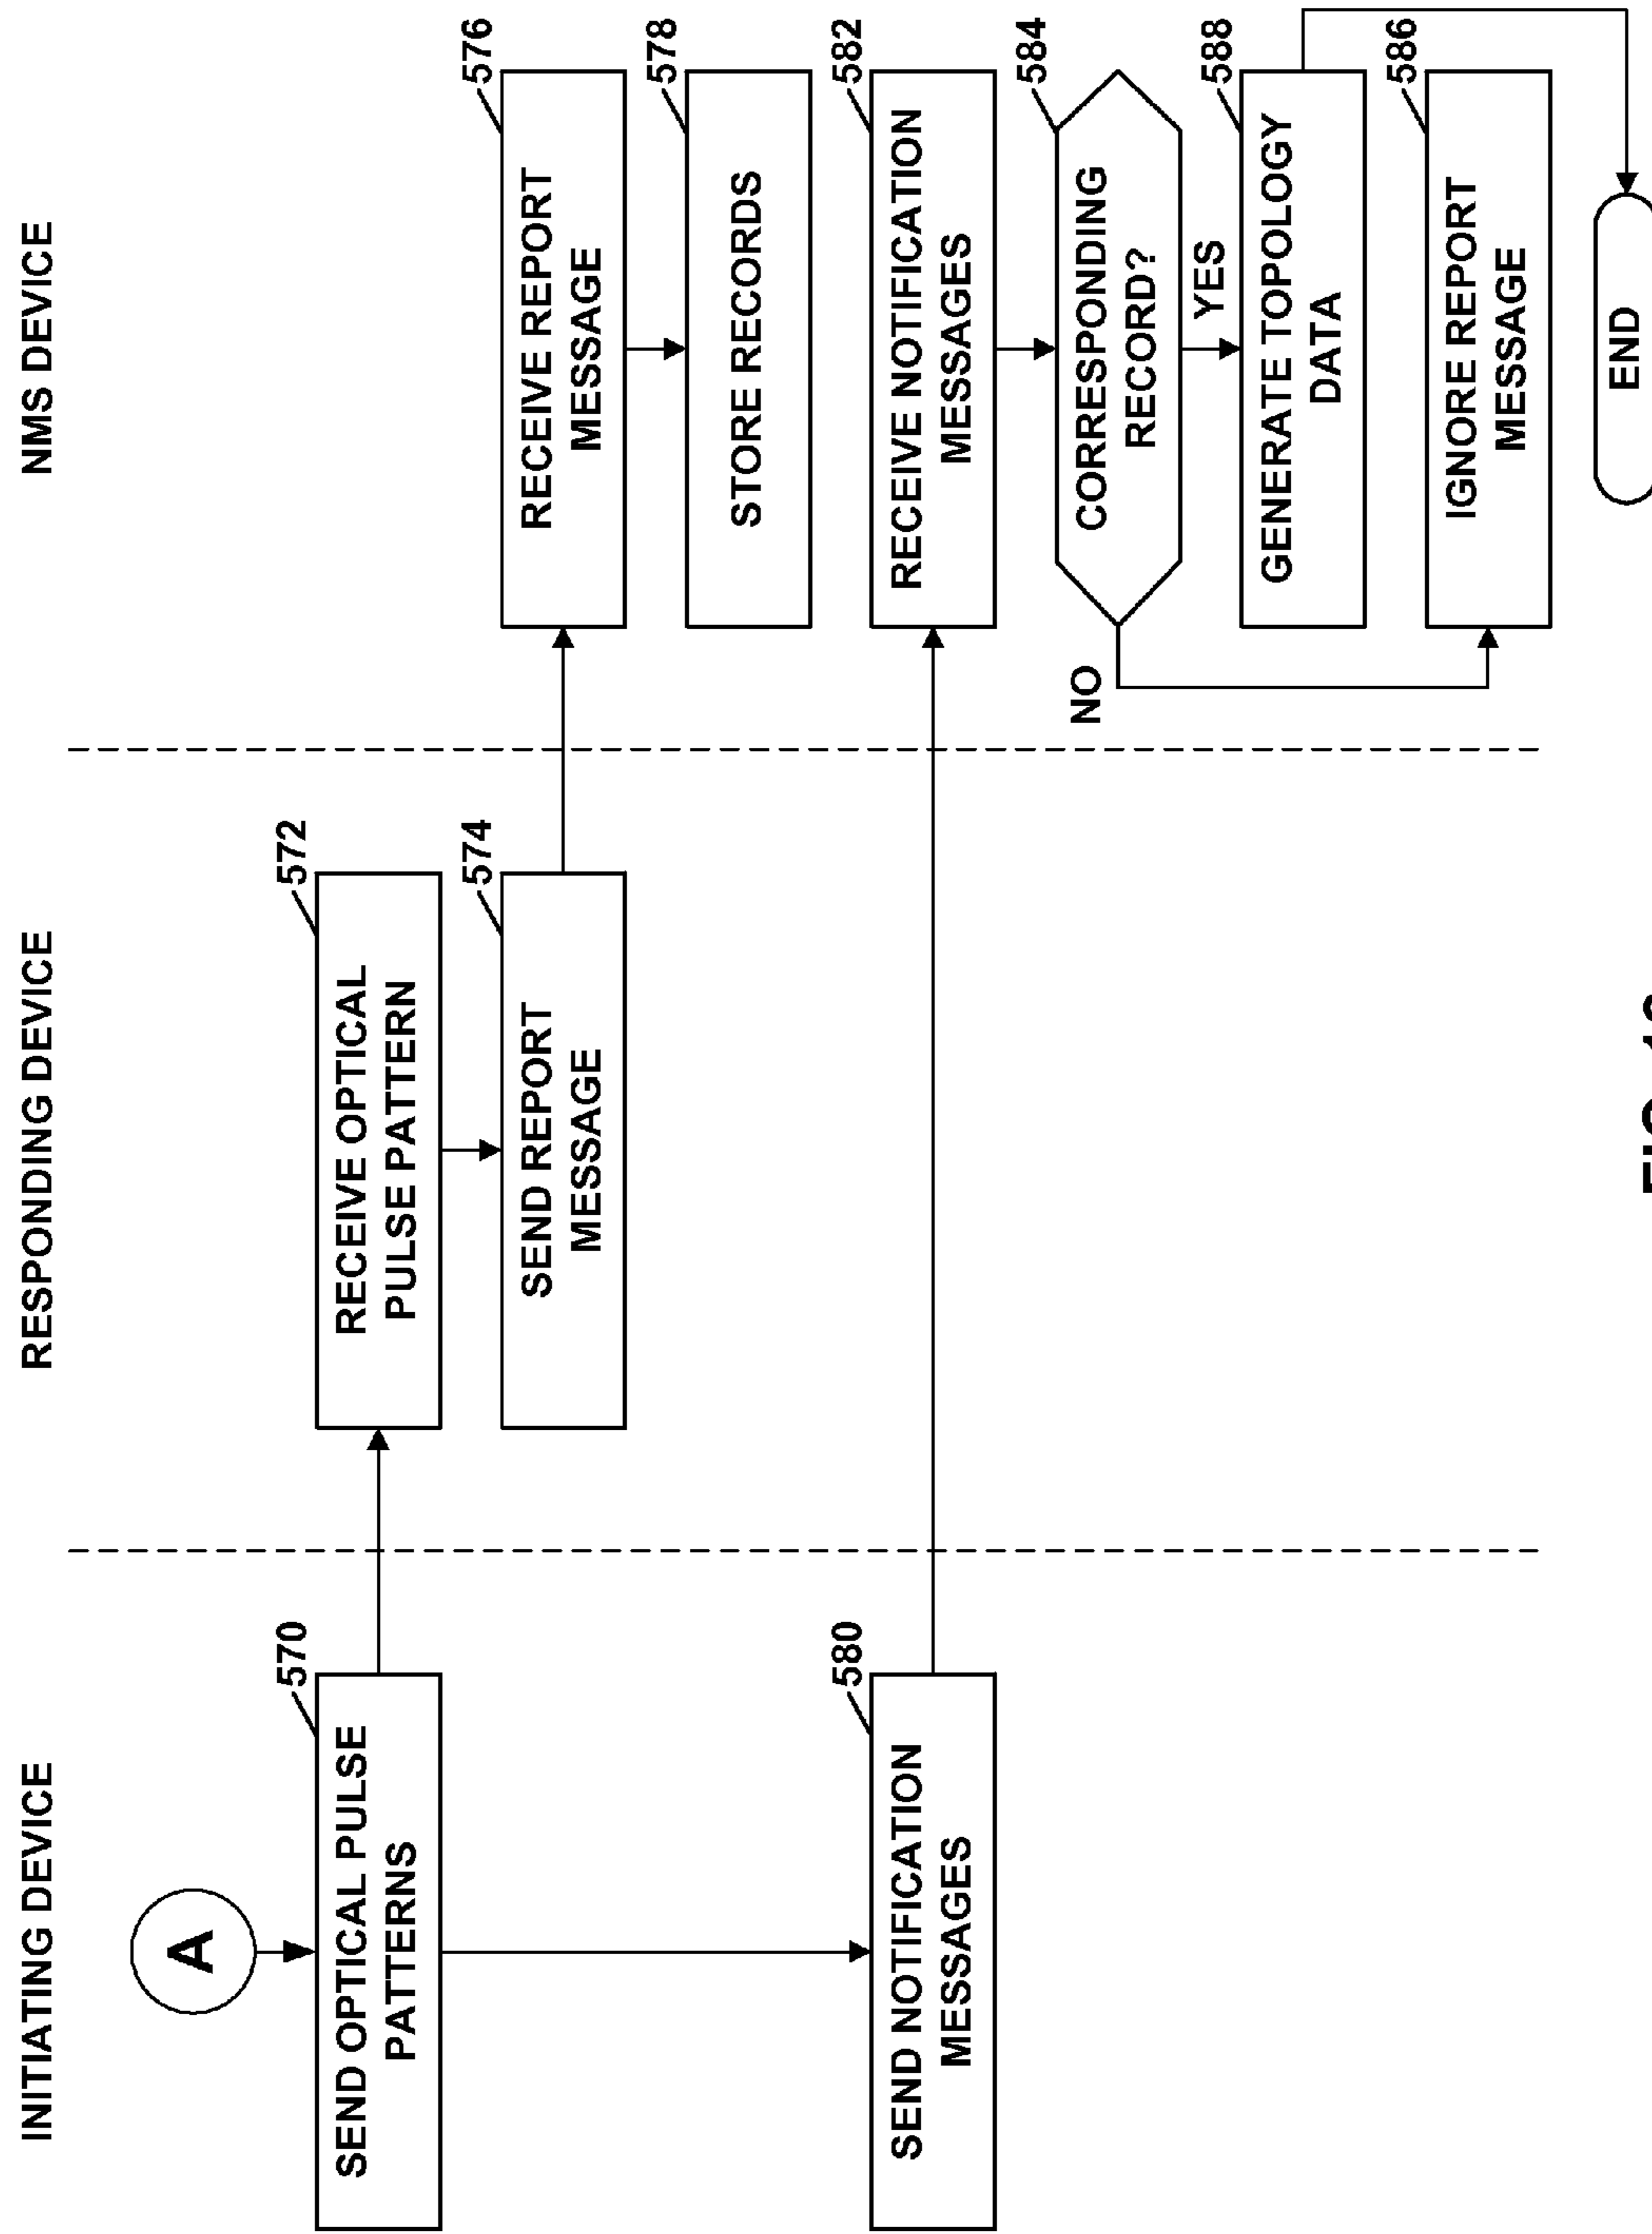 INITIATING DEVICE
RESPONDING DEVICE
NMS DEVICE
A
570
SEND OPTICAL PULSE
PATTERNS
572
RECEIVE OPTICAL
PULSE PATTERN
574
SEND REPORT
MESSAGE
576
RECEIVE REPORT
MESSAGE
578
STORE RECORDS
580
SEND NOTIFICATION
MESSAGES
582
RECEIVE NOTIFICATION
MESSAGES
584
CORRESPONDING
RECORD?
NO
YES
588
GENERATE TOPOLOGY
DATA
586
IGNORE REPORT
MESSAGE
END